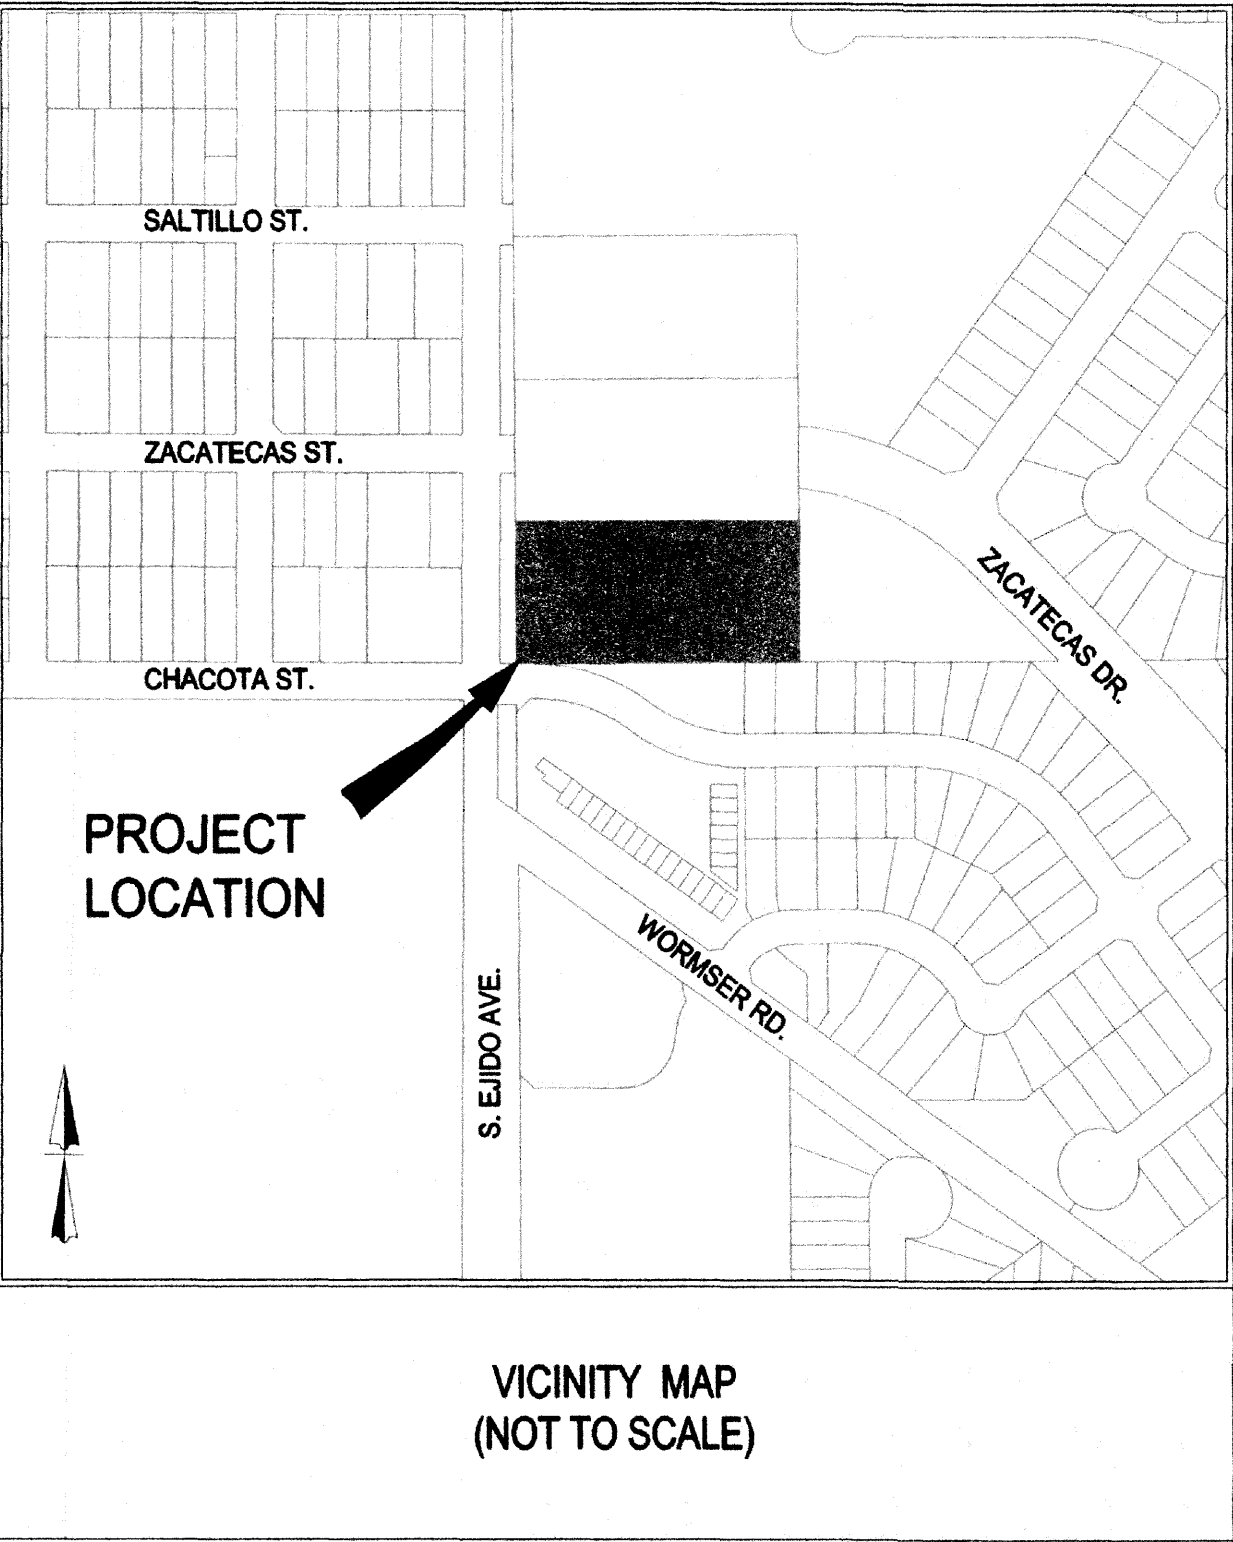 SALTILLO ST.
ZACATECAS ST.
ZACATECAS DR.
CHACOTA ST.
PROJECT
LOCATION
WORMSER RD.
S. EJIDO AVE.
VICINITY MAP
(NOT TO SCALE)